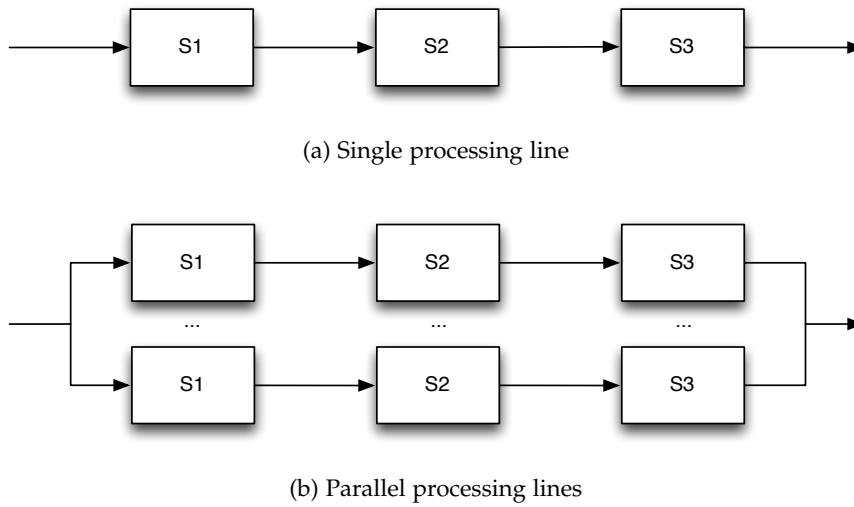 S1 S2 S3
(a) Single processing line
S1 S2 S3
... ... ...
S1 S2 S3
(b) Parallel processing lines